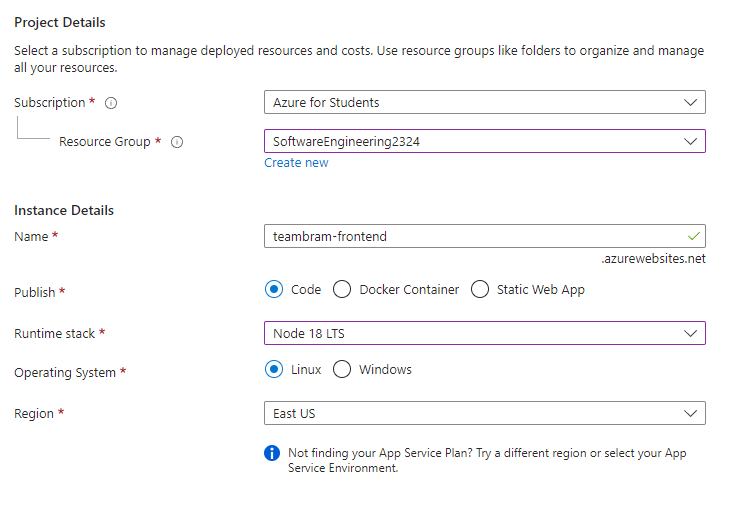 Project Details
Select a subscription to manage deployed resources and costs. Use resource groups like folders to organize and manage
all your resources.
Subscription *
Azure for Students
Resource Group *
SoftwareEngineering2324
Create new
Instance Details
Name *
teambram-frontend
.azurewebsites.net
Publish *
Code Docker Container Static Web App
Runtime stack *
Node 18 LTS
Operating System *
Linux Windows
Region *
East US
Not finding your App Service Plan? Try a different region or select your App
Service Environment.